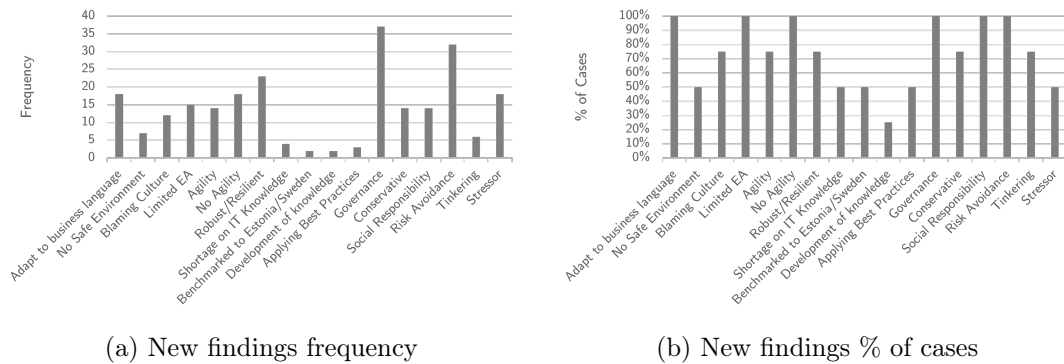 40
35
30
25
20
15
10
5
0
Frequency
Adapt to business language
No Safe Environment
Blaming Culture
Limited EA
Agility
No Agility
Robust/Resilient
Shortage on IT Knowledge
Benchmarked to Estonia/Sweden
Development of knowledge
Applying Best Practices
Governance
Conservative
Social Responsibility
Risk Avoidance
Tinkering
Stressor
(a) New findings frequency
100%
90%
80%
70%
60%
50%
40%
30%
20%
10%
0%
% of Cases
Adapt to business language
No Safe Environment
Blaming Culture
Limited EA
Agility
No Agility
Robust/Resilient
Shortage on IT Knowledge
Benchmarked to Estonia/Sweden
Development of knowledge
Applying Best Practices
Governance
Conservative
Social Responsibility
Risk Avoidance
Tinkering
Stressor
(b) New findings % of cases